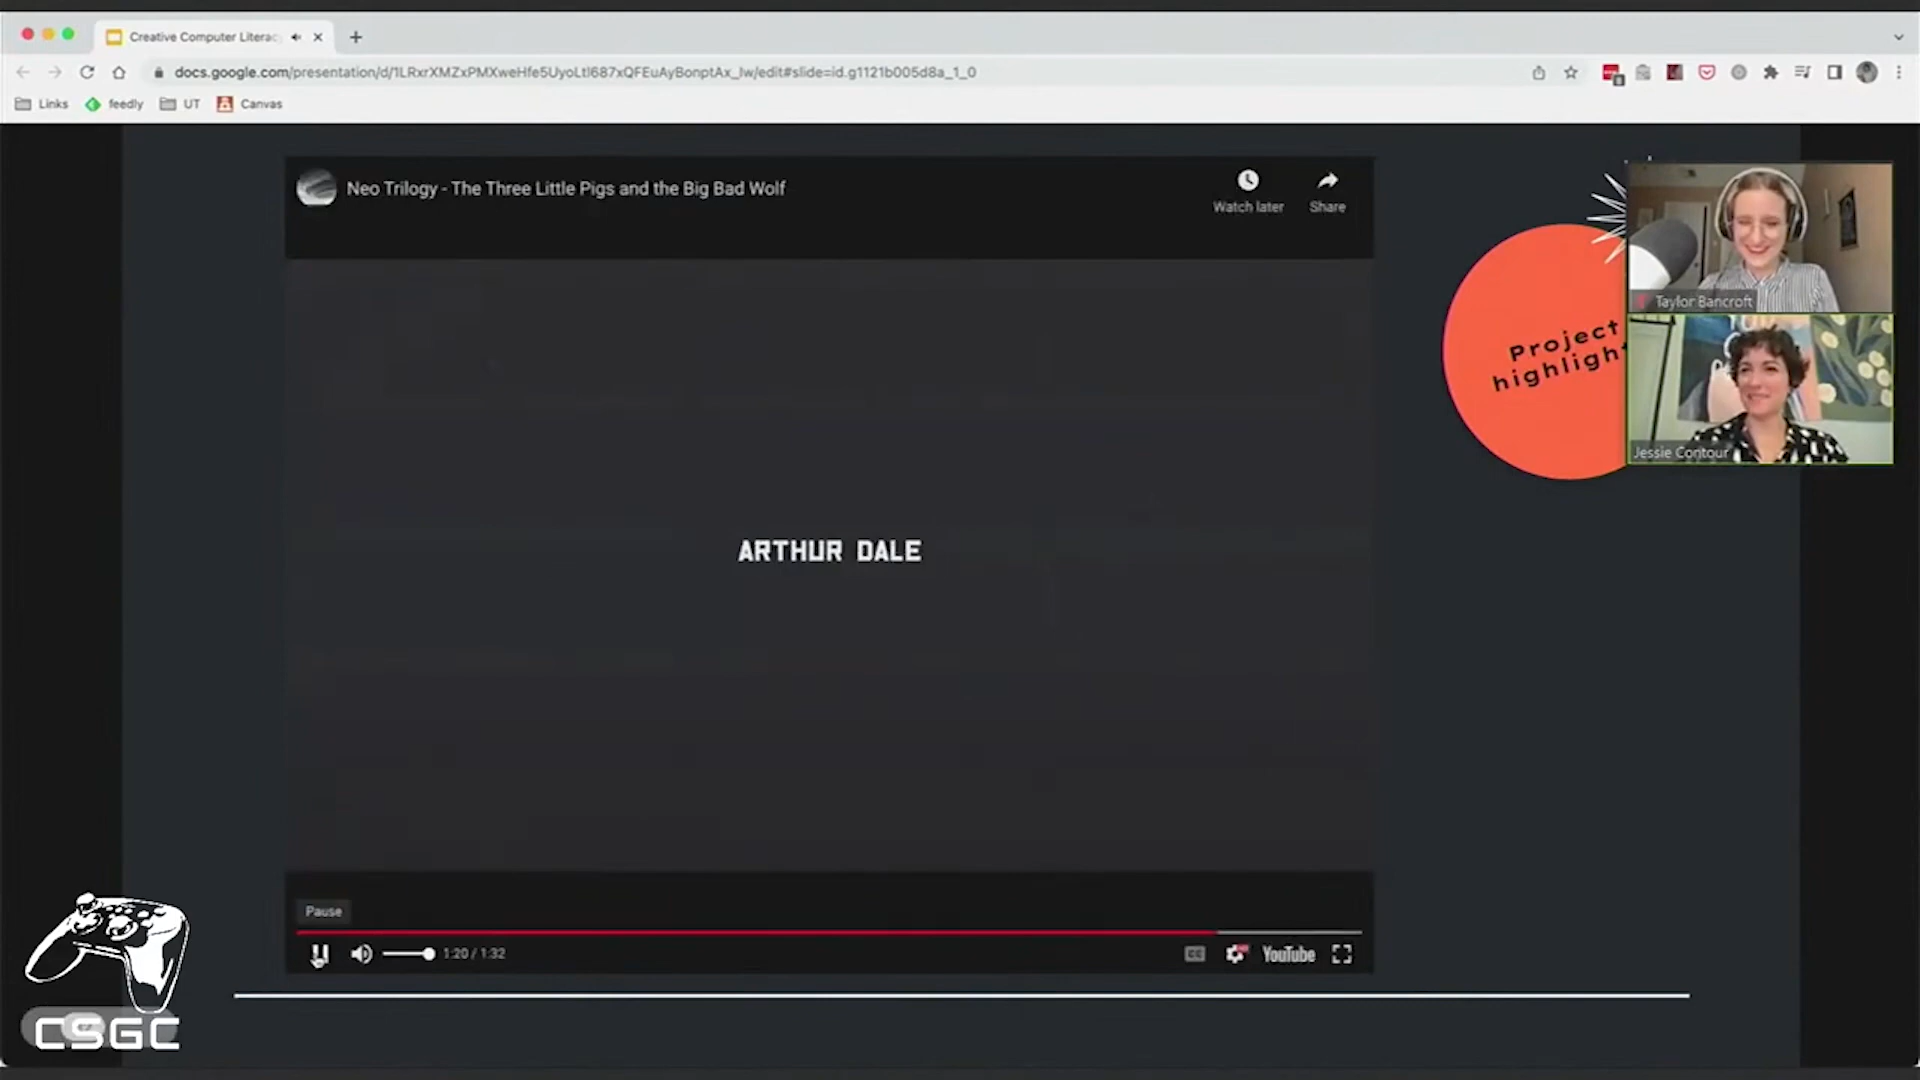 Creative Computer Literac
docs.google.com/presentation/d/1LRxrXMZxPMXweHfe5UyoLtl687xQFEuAyBonptAx_lw/edit#slide=id.g1121b005d8a_1_0
Links
feedly
UT
Canvas
Neo Trilogy - The Three Little Pigs and the Big Bad Wolf
Watch later
Share
Taylor Bancroft
Project
highlight
Jessie Contour
ARTHUR DALE
Pause
1:20 / 1:32
CC
YouTube
CSGC